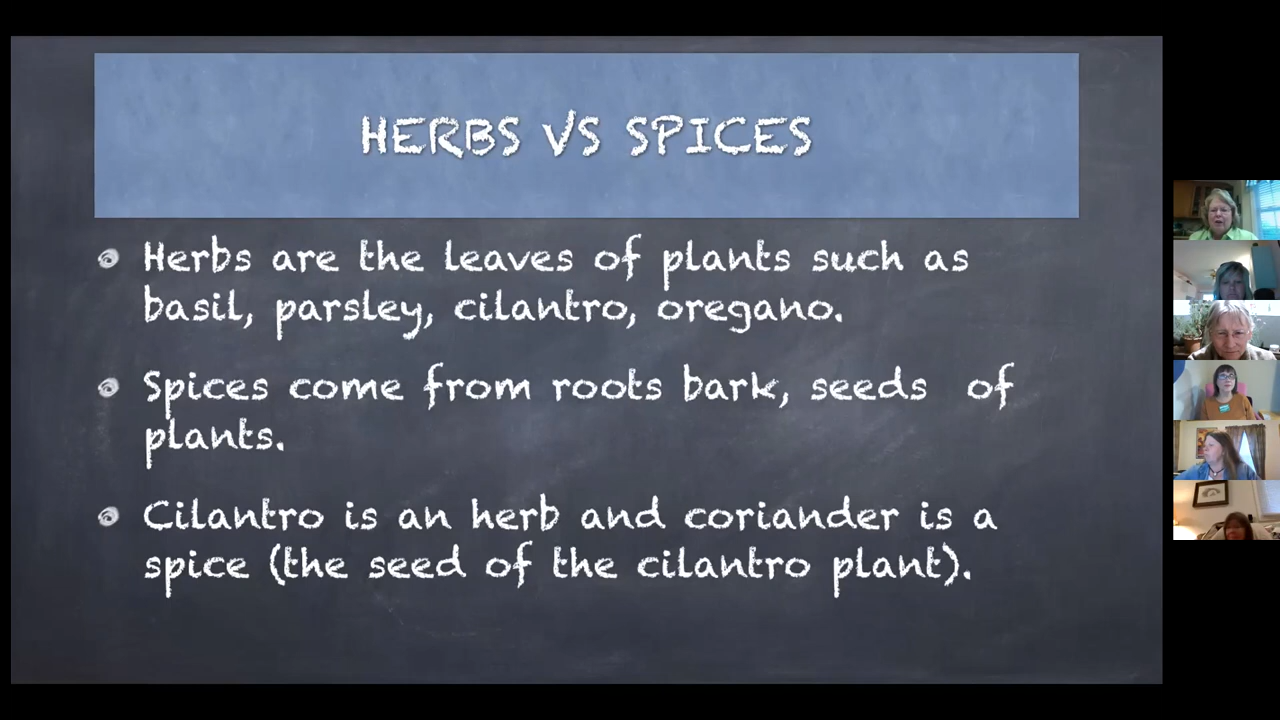 HERBS VS SPICES
Herbs are the leaves of plants such as
basil, parsley, cilantro, oregano.
Spices come from roots bark, seeds of
plants.
Cilantro is an herb and coriander is a
spice (the seed of the cilantro plant).